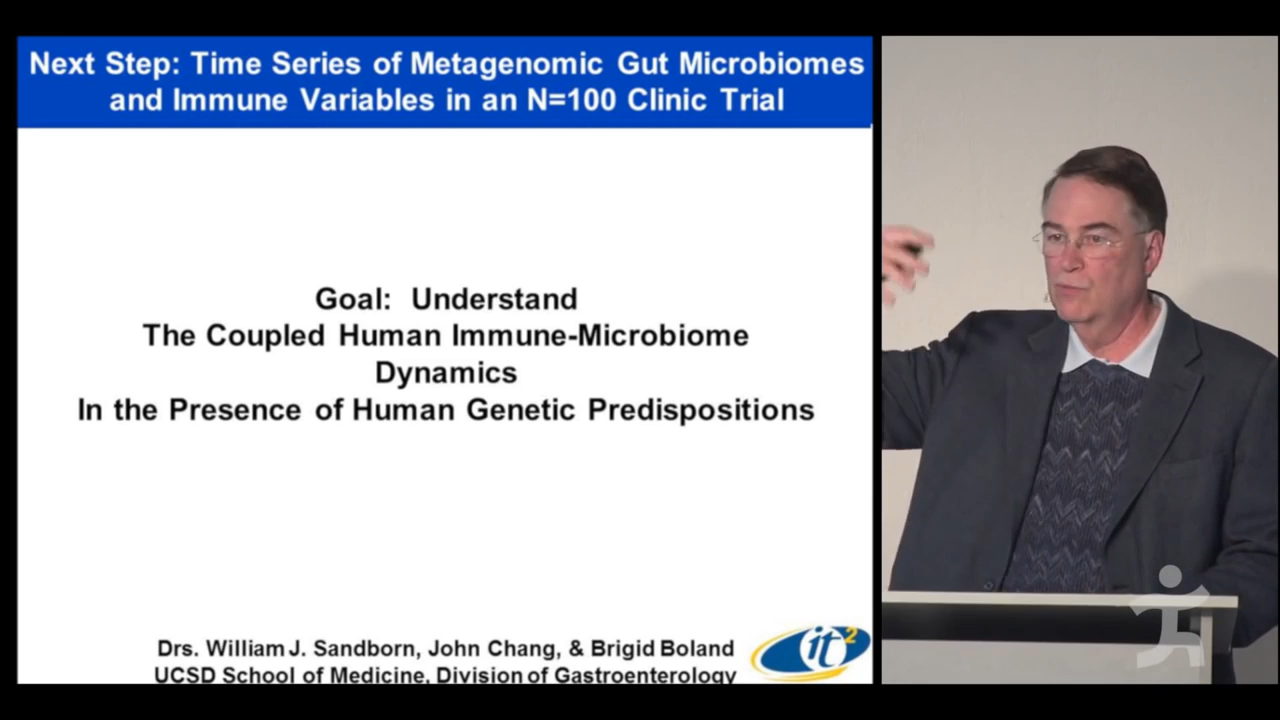 Next Step: Time Series of Metagenomic Gut Microbiomes
and Immune Variables in an N=100 Clinic Trial
Goal: Understand
The Coupled Human Immune-Microbiome
Dynamics
In the Presence of Human Genetic Predispositions
Drs. William J. Sandborn, John Chang, & Brigid Boland
UCSD School of Medicine, Division of Gastroenterology
it2